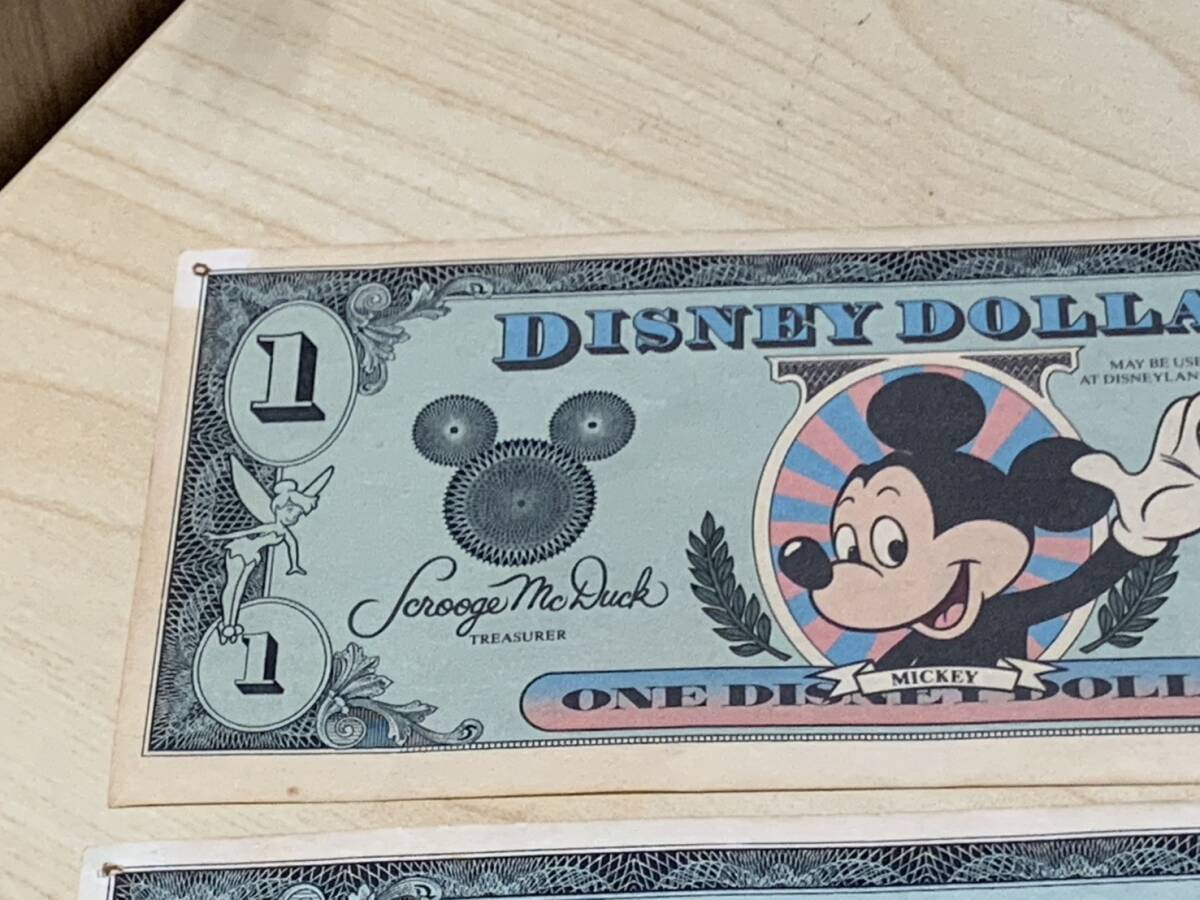 1
DISNEY DOLLA
MAY BE USE
AT DISNEYLAN
Scrooge McDuck
TREASURER
1
MICKEY
ONE DISNEY DOLL